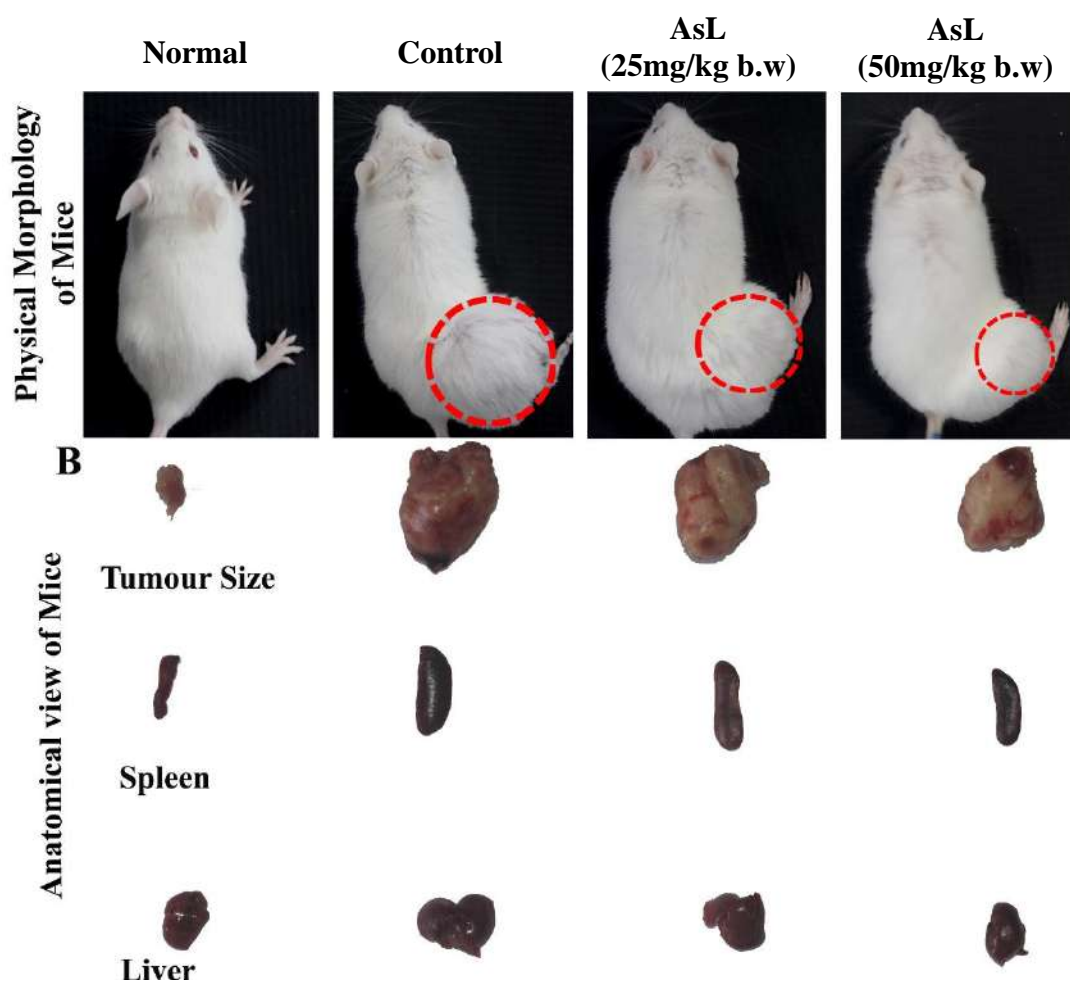 Normal
Control
AsL
(25mg/kg b.w)
AsL
(50mg/kg b.w)
Physical Morphology
of Mice
B
Tumour Size
Anatomical view of Mice
Spleen
Liver